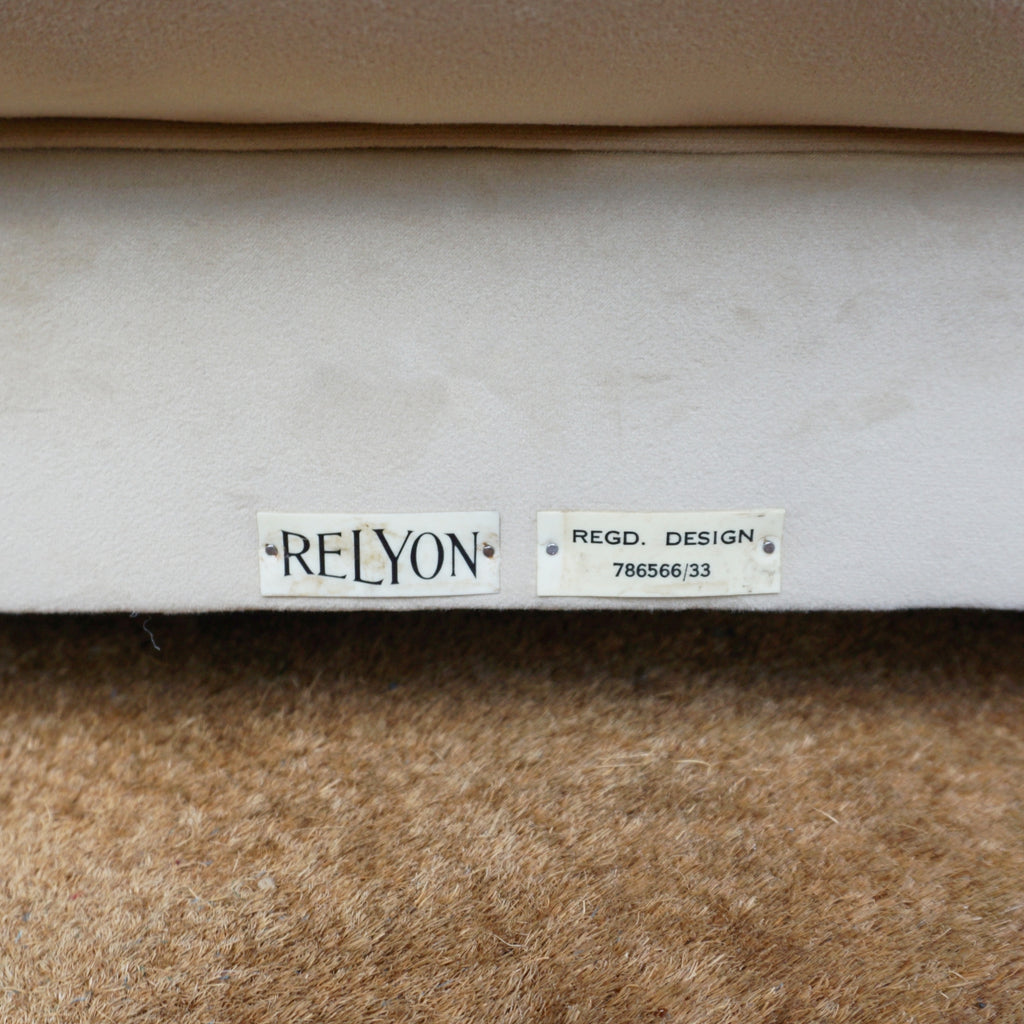 RELYON
REGD. DESIGN
786566/33